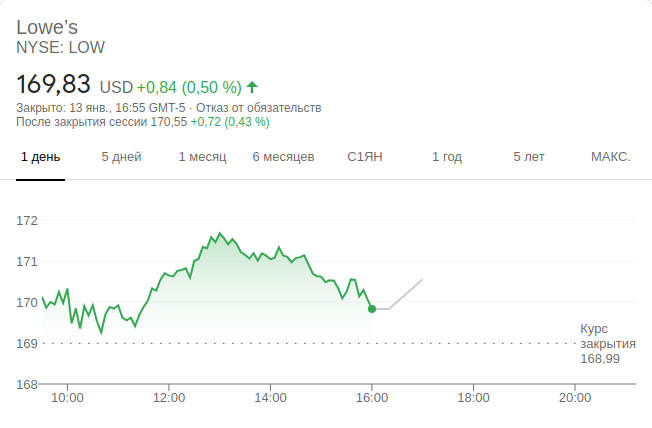 Lowe’s
NYSE: LOW
169,83 USD +0,84 (0,50 %)
Закрыто: 13 янв., 16:55 GMT-5 · Отказ от обязательств
После закрытия сессии 170,55 +0,72 (0,43 %)
1 день 5 дней 1 месяц 6 месяцев С1ЯН 1 год 5 лет МАКС.
172
171
170
169
168
Курс
закрытия
168,99
10:00 12:00 14:00 16:00 18:00 20:00